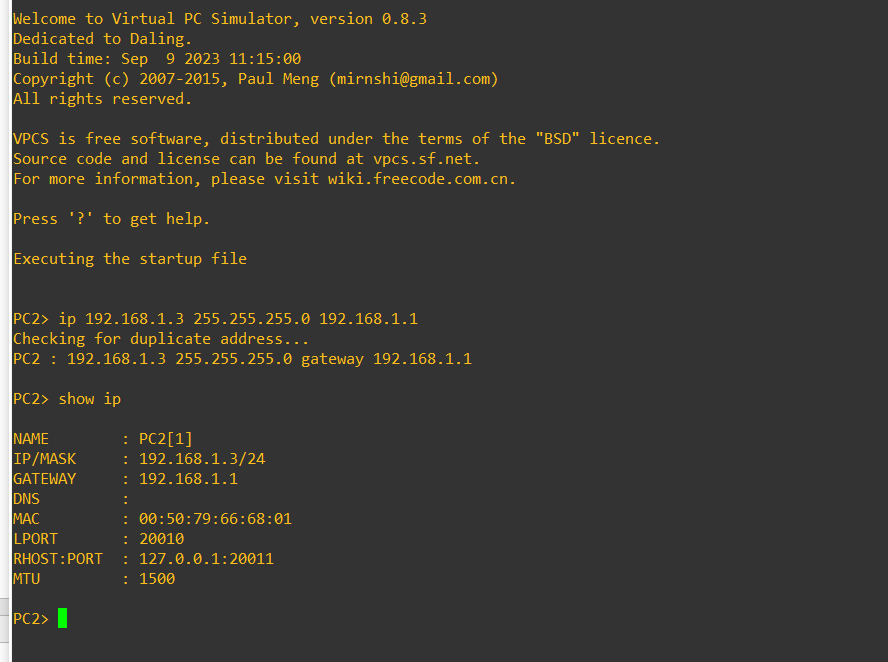 Welcome to Virtual PC Simulator, version 0.8.3
Dedicated to Daling.
Build time: Sep  9 2023 11:15:00
Copyright (c) 2007-2015, Paul Meng (mirnshi@gmail.com)
All rights reserved.
VPCS is free software, distributed under the terms of the "BSD" licence.
Source code and license can be found at vpcs.sf.net.
For more information, please visit wiki.freecode.com.cn.
Press '?' to get help.
Executing the startup file
PC2> ip 192.168.1.3 255.255.255.0 192.168.1.1
Checking for duplicate address...
PC2 : 192.168.1.3 255.255.255.0 gateway 192.168.1.1
PC2> show ip
NAME        : PC2[1]
IP/MASK     : 192.168.1.3/24
GATEWAY     : 192.168.1.1
DNS         :
MAC         : 00:50:79:66:68:01
LPORT       : 20010
RHOST:PORT  : 127.0.0.1:20011
MTU         : 1500
PC2>